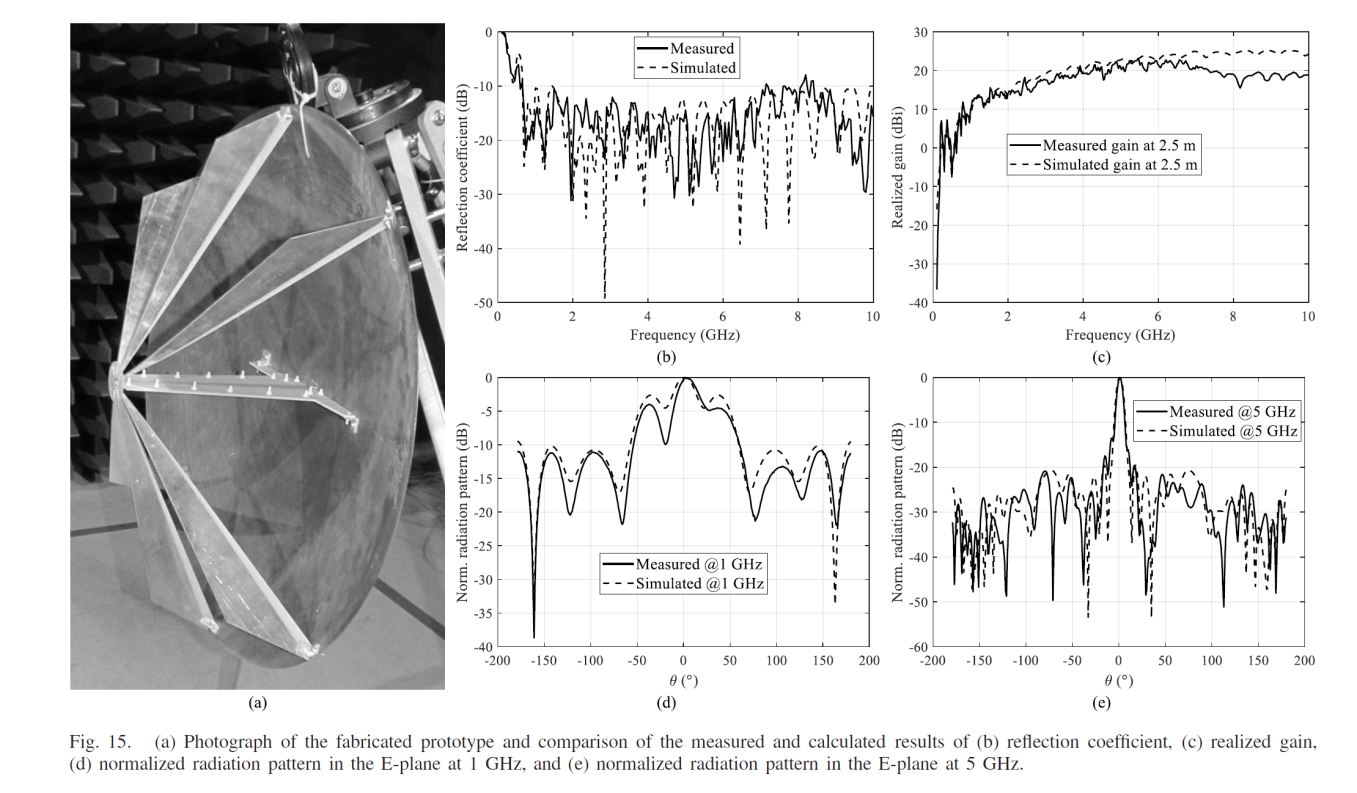 0
-10
-20
-30
-40
-50
Reflection coefficient (dB)
Measured
Simulated
0 2 4 6 8 10
Frequency (GHz)
(b)
30
20
10
0
-10
-20
-30
-40
Realized gain (dBi)
Measured gain at 2.5 m
Simulated gain at 2.5 m
0 2 4 6 8 10
Frequency (GHz)
(c)
0
-5
-10
-15
-20
-25
-30
-35
-40
Norm. radiation pattern (dB)
Measured @1 GHz
Simulated @1 GHz
-200 -150 -100 -50 0 50 100 150 200
θ (°)
(a)
(d)
0
-10
-20
-30
-40
-50
-60
Norm. radiation pattern (dB)
Measured @5 GHz
Simulated @5 GHz
-200 -150 -100 -50 0 50 100 150 200
θ (°)
(e)
Fig. 15. (a) Photograph of the fabricated prototype and comparison of the measured and calculated results of (b) reflection coefficient, (c) realized gain,
(d) normalized radiation pattern in the E-plane at 1 GHz, and (e) normalized radiation pattern in the E-plane at 5 GHz.